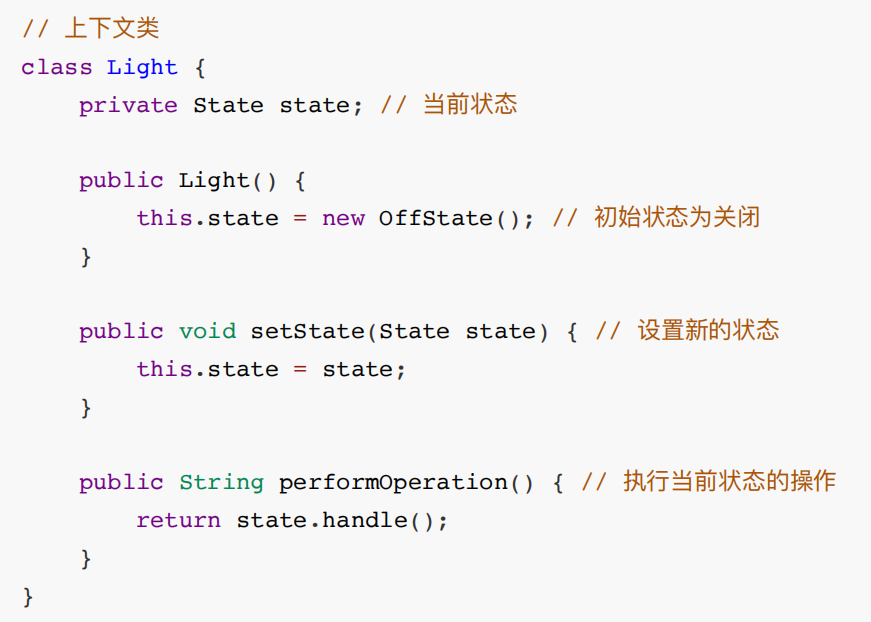 // 上下文类
class Light {
    private State state; // 当前状态

    public Light() {
        this.state = new OffState(); // 初始状态为关闭
    }

    public void setState(State state) { // 设置新的状态
        this.state = state;
    }

    public String performOperation() { // 执行当前状态的操作
        return state.handle();
    }
}